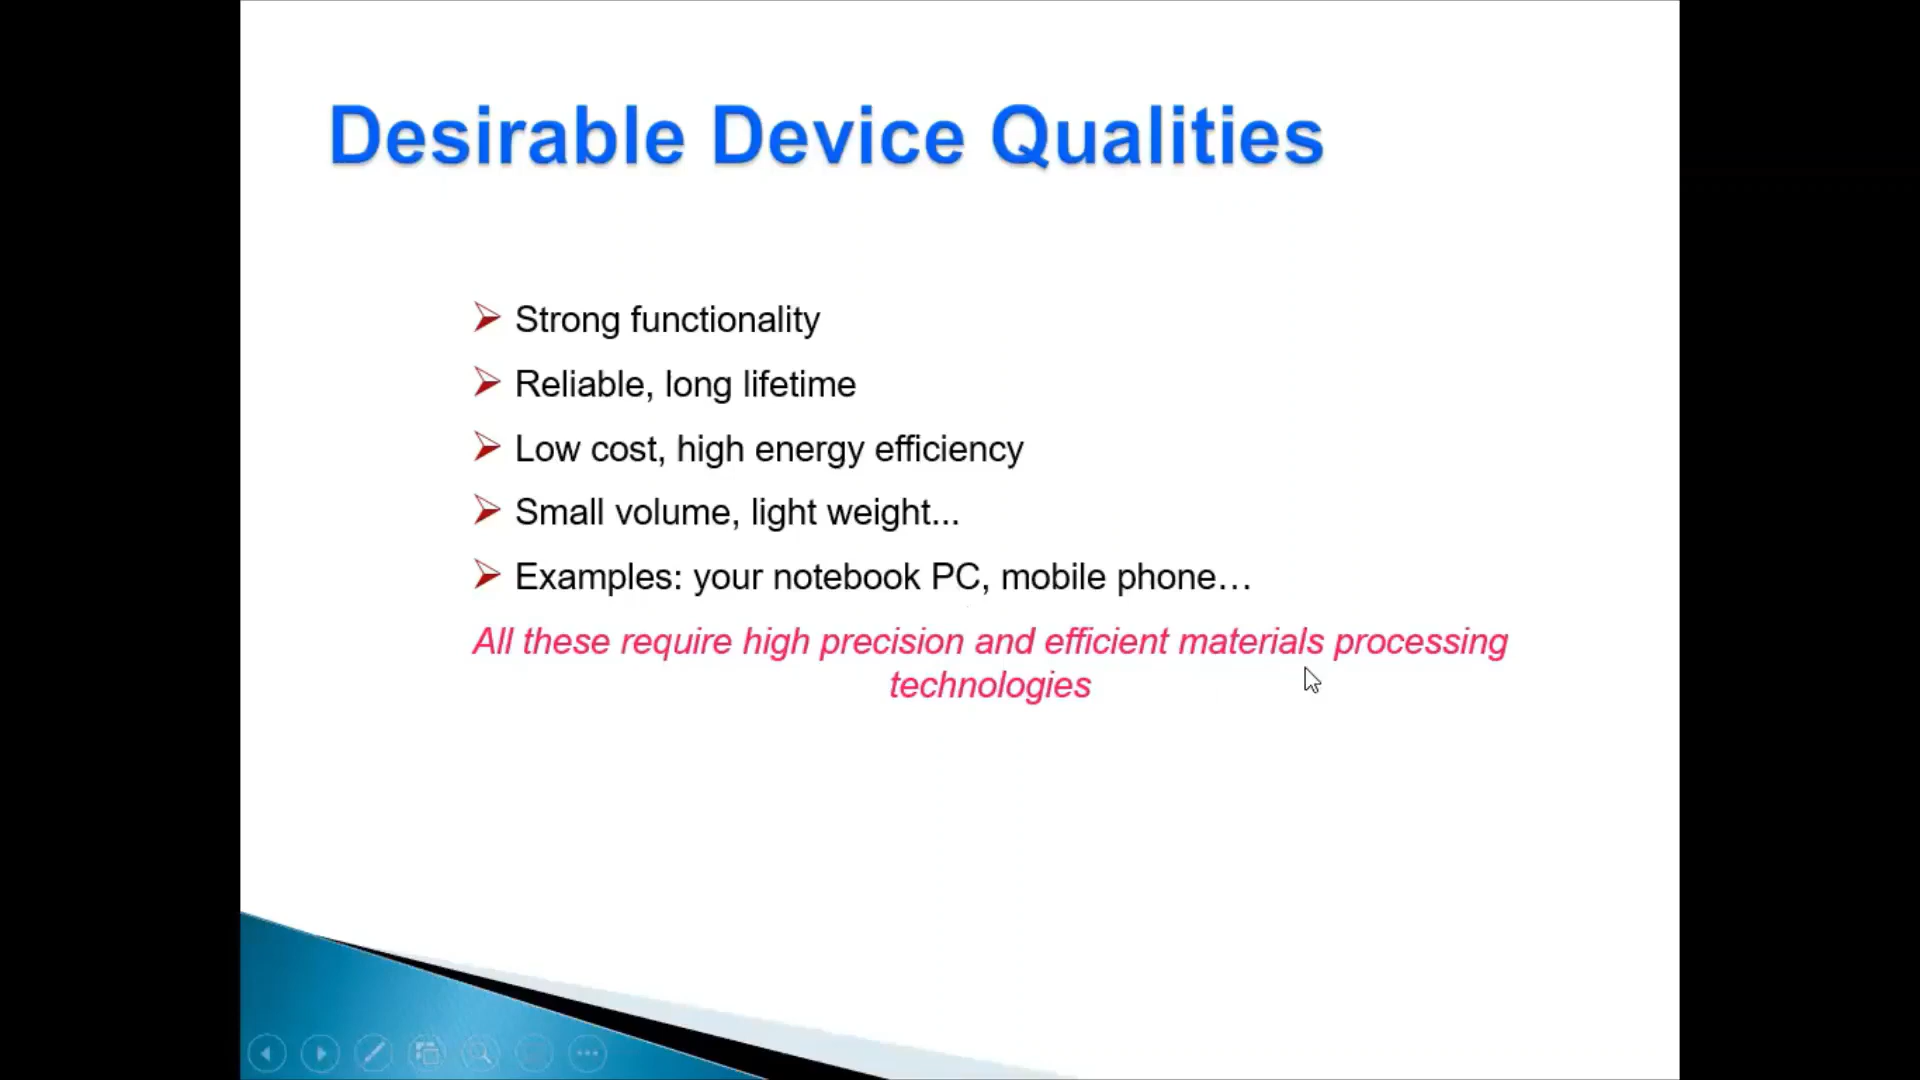 Desirable Device Qualities
Strong functionality
Reliable, long lifetime
Low cost, high energy efficiency
Small volume, light weight...
Examples: your notebook PC, mobile phone…
All these require high precision and efficient materials processing
technologies